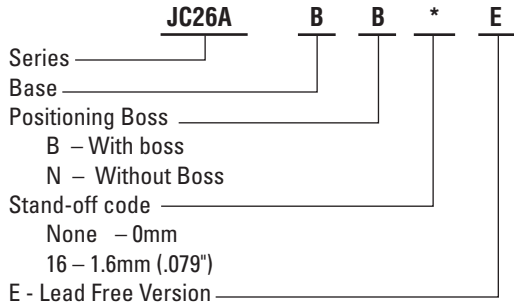 JC26A B B * E
Series
Base
Positioning Boss
B – With boss
N – Without Boss
Stand-off code
None – 0mm
16 – 1.6mm (.079")
E - Lead Free Version